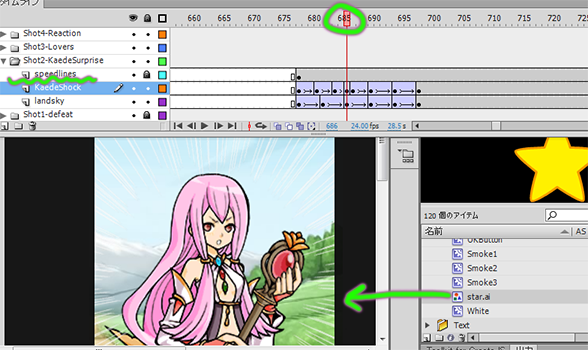 タイムライン
660 665 670 675 680 685 690 695 700 705 710 715 720
Shot4-Reaction
Shot3-Lovers
Shot2-KaedeSurprise
speedlines
KaedeShock
landsky
Shot1-defeat
686 24.00 fps 28.5 s
120 個のアイテム
名前 AS
OKButton
Smoke1
Smoke2
Smoke3
star.ai
White
Text